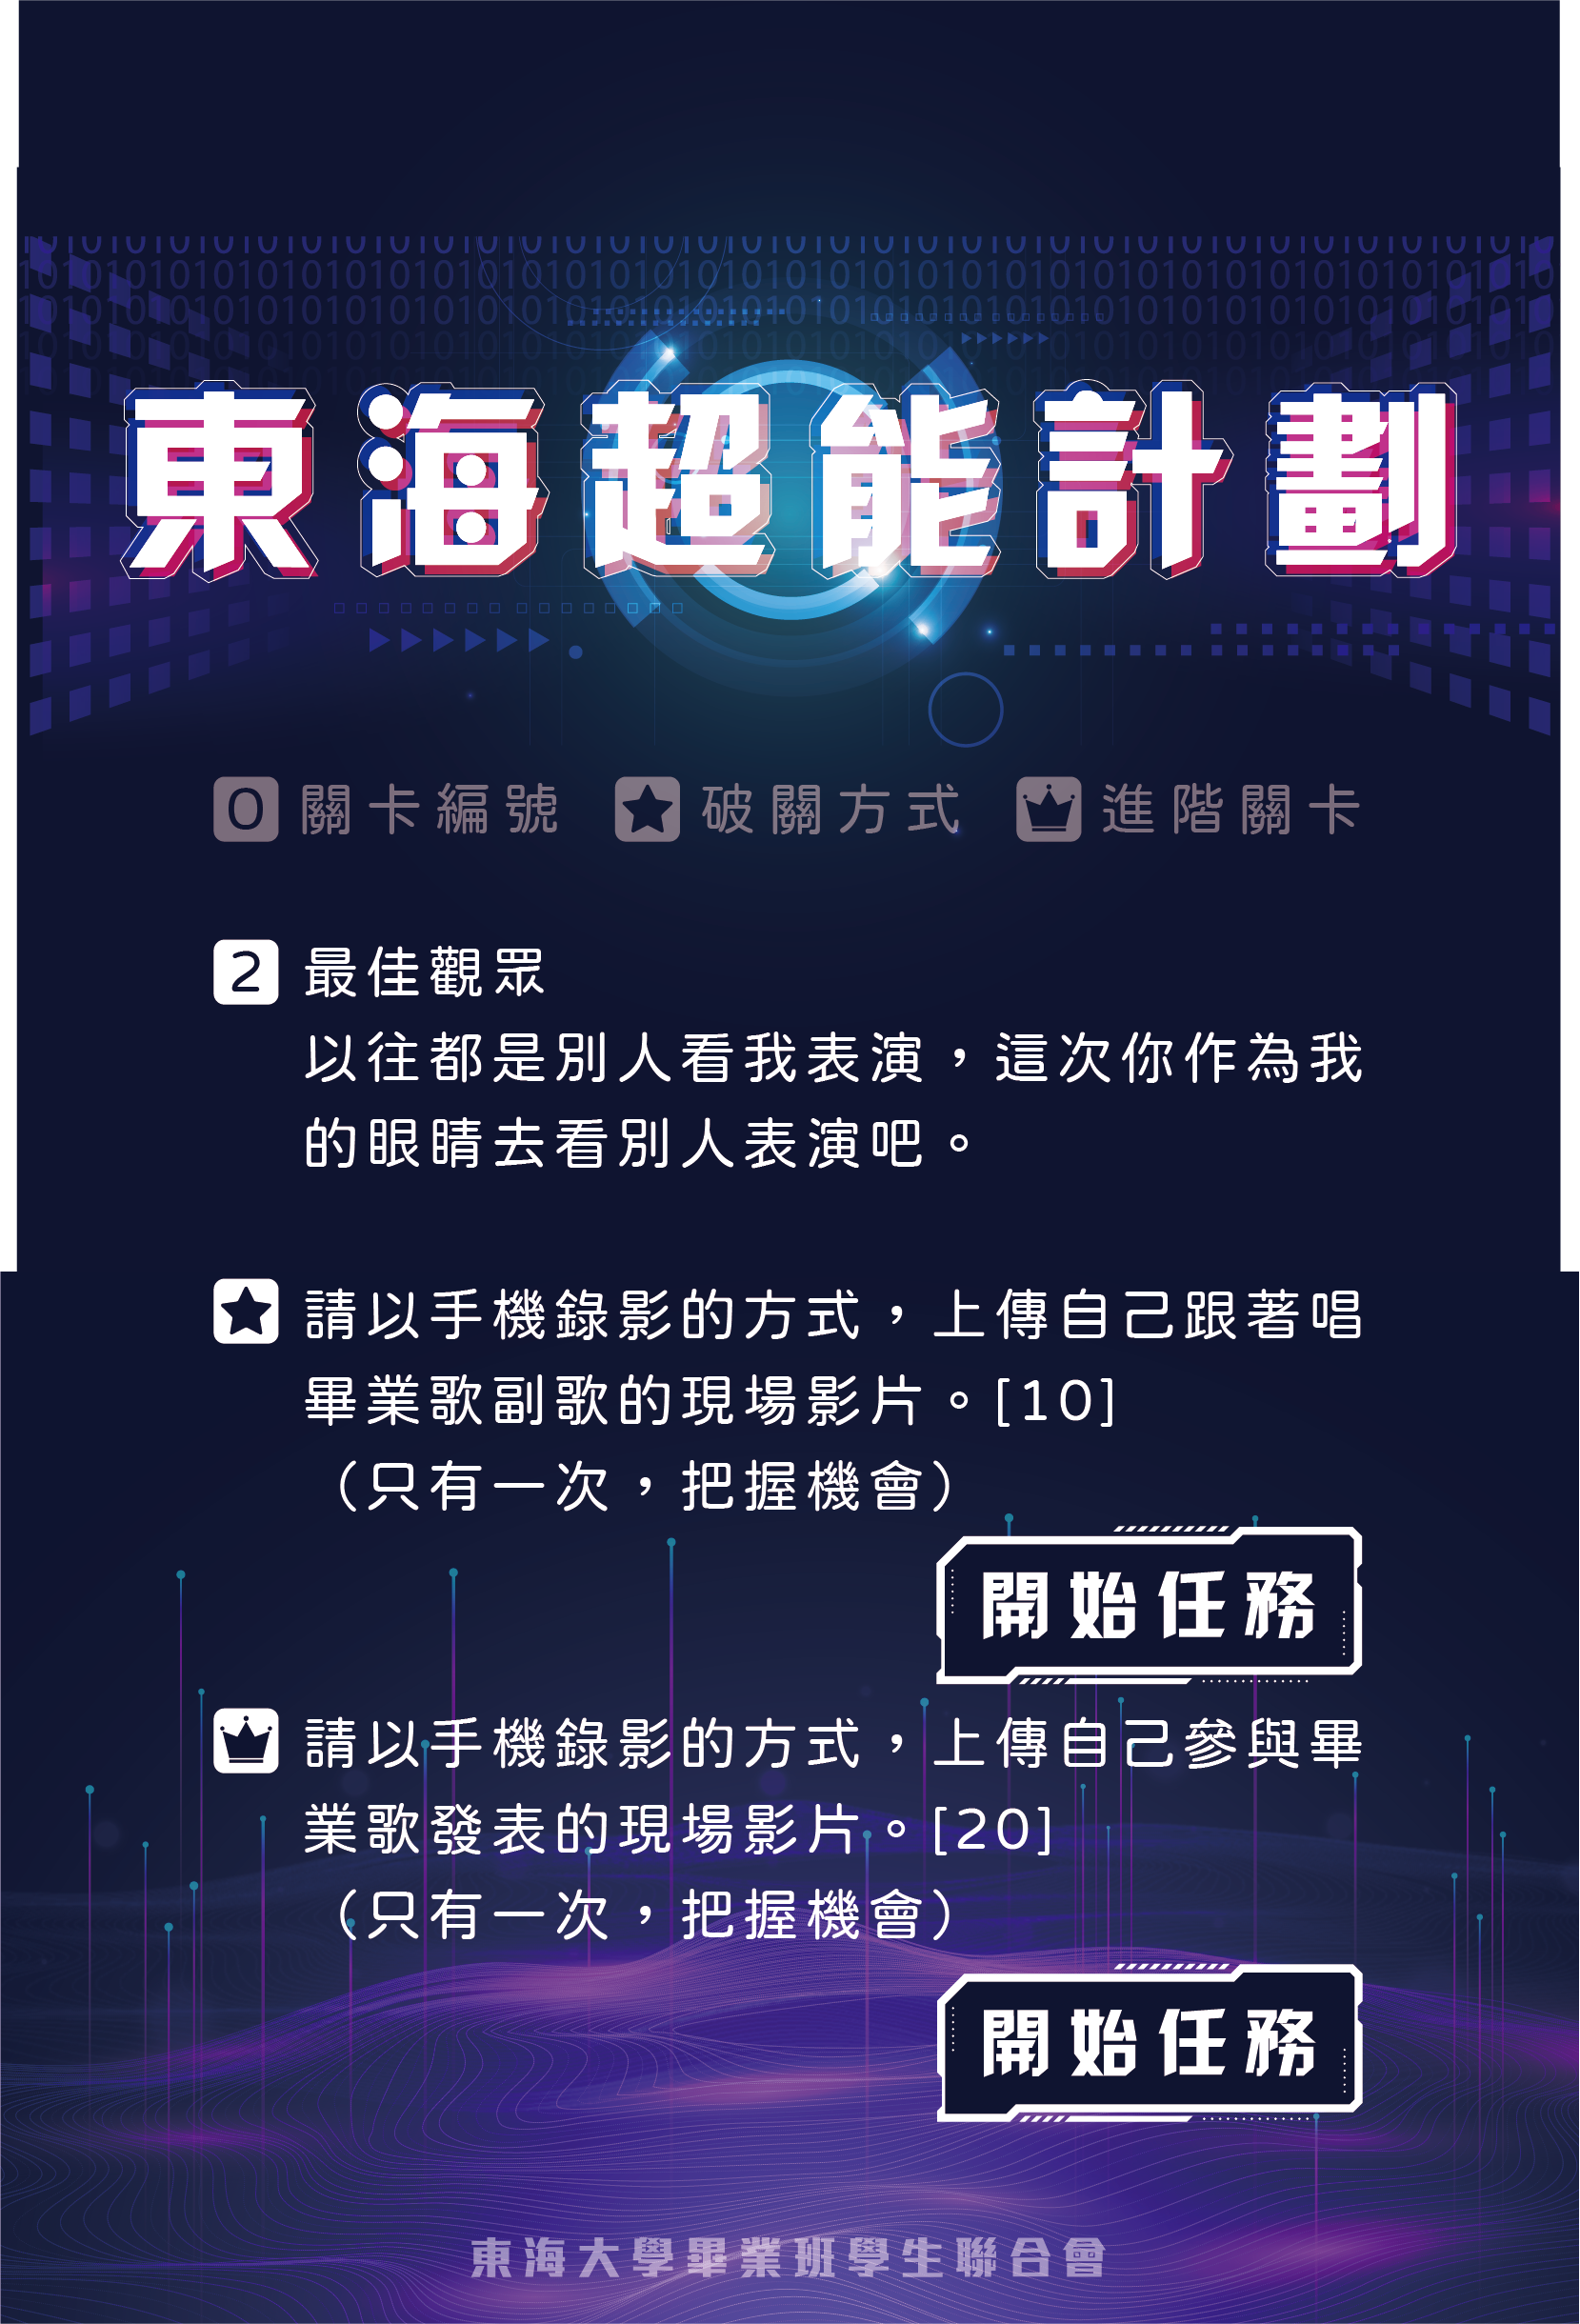 東海超能計劃
0 關卡編號 ★ 破關方式 進階關卡
2 最佳觀眾
以往都是別人看我表演，這次你作為我
的眼睛去看別人表演吧。
請以手機錄影的方式，上傳自己跟著唱
畢業歌副歌的現場影片。[10]
（只有一次，把握機會）
開始任務
請以手機錄影的方式，上傳自己參與畢
業歌發表的現場影片。[20]
（只有一次，把握機會）
開始任務
東海大學畢業班學生聯合會